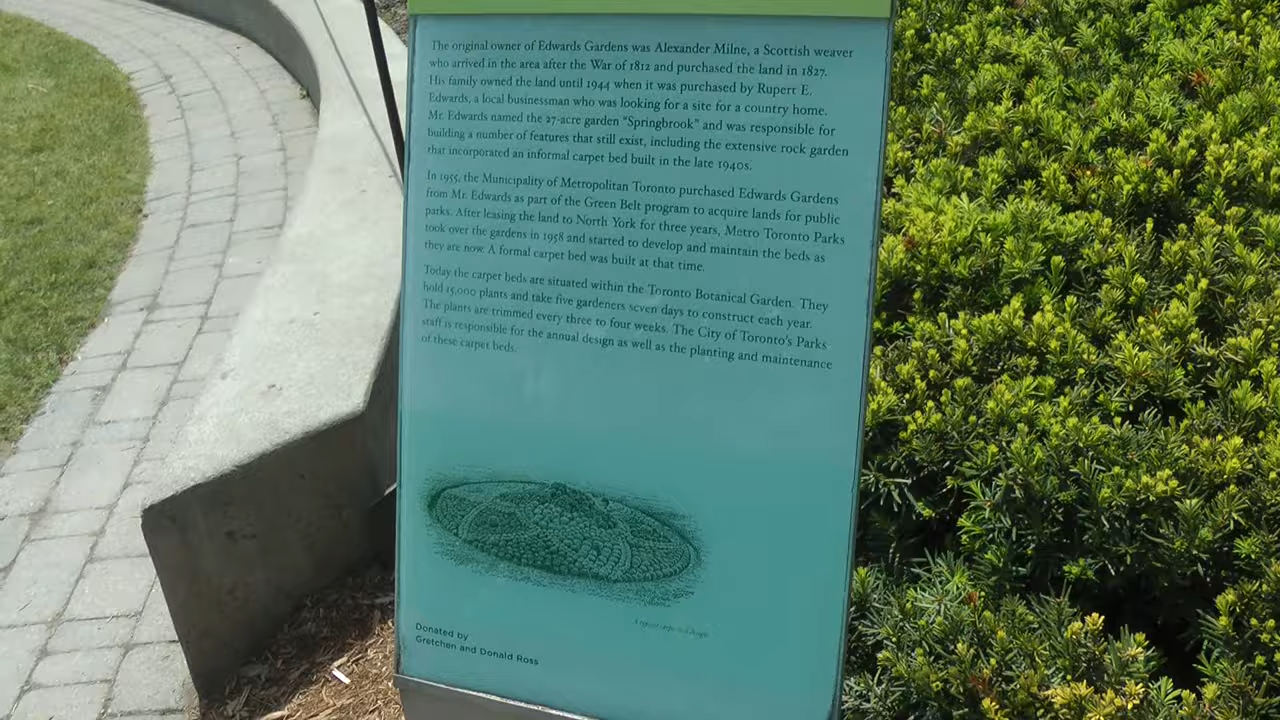 The original owner of Edwards Gardens was Alexander Milne, a Scottish weaver
who arrived in the area after the War of 1812 and purchased the land in 1827.
His family owned the land until 1944 when it was purchased by Rupert E.
Edwards, a local businessman who was looking for a site for a country home.
Mr. Edwards named the 27-acre garden “Springbrook” and was responsible for
building a number of features that still exist, including the extensive rock garden
that incorporated an informal carpet bed built in the late 1940s.
In 1955, the Municipality of Metropolitan Toronto purchased Edwards Gardens
from Mr. Edwards as part of the Green Belt program to acquire lands for public
parks. After leasing the land to North York for three years, Metro Toronto Parks
took over the gardens in 1958 and started to develop and maintain the beds as
they are now. A formal carpet bed was built at that time.
Today the carpet beds are situated within the Toronto Botanical Garden. They
hold 15,000 plants and take five gardeners seven days to construct each year.
The plants are trimmed every three to four weeks. The City of Toronto's Parks
staff is responsible for the annual design as well as the planting and maintenance
of these carpet beds.
Donated by
Gretchen and Donald Ross